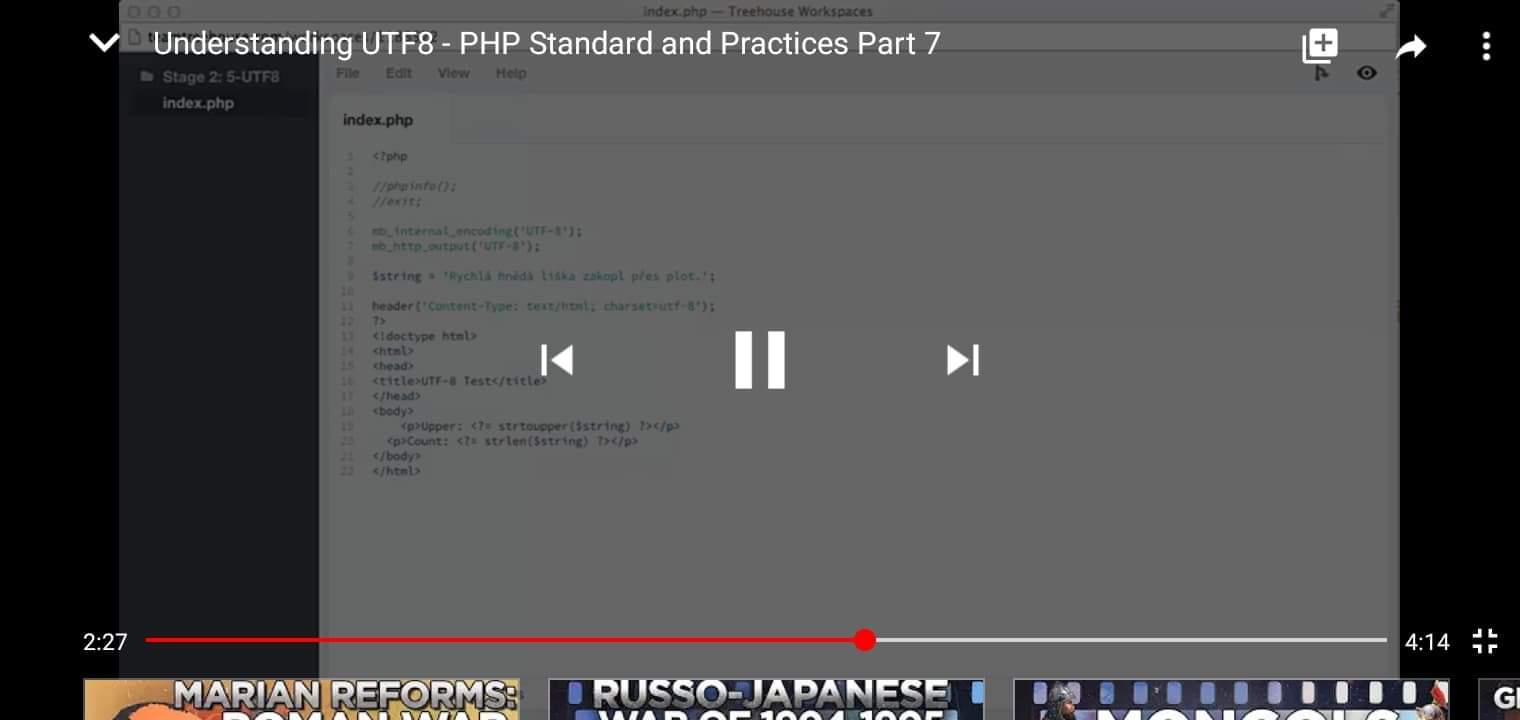 index.php — Treehouse Workspaces
Understanding UTF8 - PHP Standard and Practices Part 7
Stage 2: 5-UTF8
index.php
File Edit View Help
index.php
1 <?php
2
3 //phpinfo();
4 //exit;
5
6 mb_internal_encoding('UTF-8');
7 mb_http_output('UTF-8');
8
9 $string = 'Rychlá hnědá liška zakopl přes plot.';
10
11 header('Content-Type: text/html; charset=utf-8');
12 ?>
13 <!doctype html>
14 <html>
15 <head>
16 <title>UTF-8 Test</title>
17 </head>
18 <body>
19 <p>Upper: <?= strtoupper($string) ?></p>
20 <p>Count: <?= strlen($string) ?></p>
21 </body>
22 </html>
2:27
4:14
MARIAN REFORMS:
ROMAN WAR
RUSSO-JAPANESE
WAR OF 1904-1905
MONGOLS